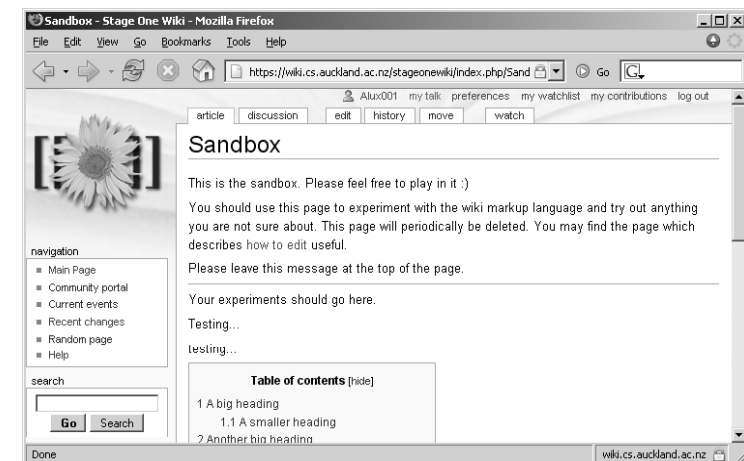 Sandbox - Stage One Wiki - Mozilla Firefox
File Edit View Go Bookmarks Tools Help
https://wiki.cs.auckland.ac.nz/stageonewiki/index.php/Sand Go G
Alux001 my talk preferences my watchlist my contributions log out
article discussion edit history move watch
Sandbox
This is the sandbox. Please feel free to play in it :)
You should use this page to experiment with the wiki markup language and try out anything
you are not sure about. This page will periodically be deleted. You may find the page which
describes how to edit useful.
Please leave this message at the top of the page.
Your experiments should go here.
Testing...
testing...
Table of contents [hide]
1 A big heading
1.1 A smaller heading
2 Another big heading
navigation
Main Page
Community portal
Current events
Recent changes
Random page
Help
search
Go Search
Done wiki.cs.auckland.ac.nz